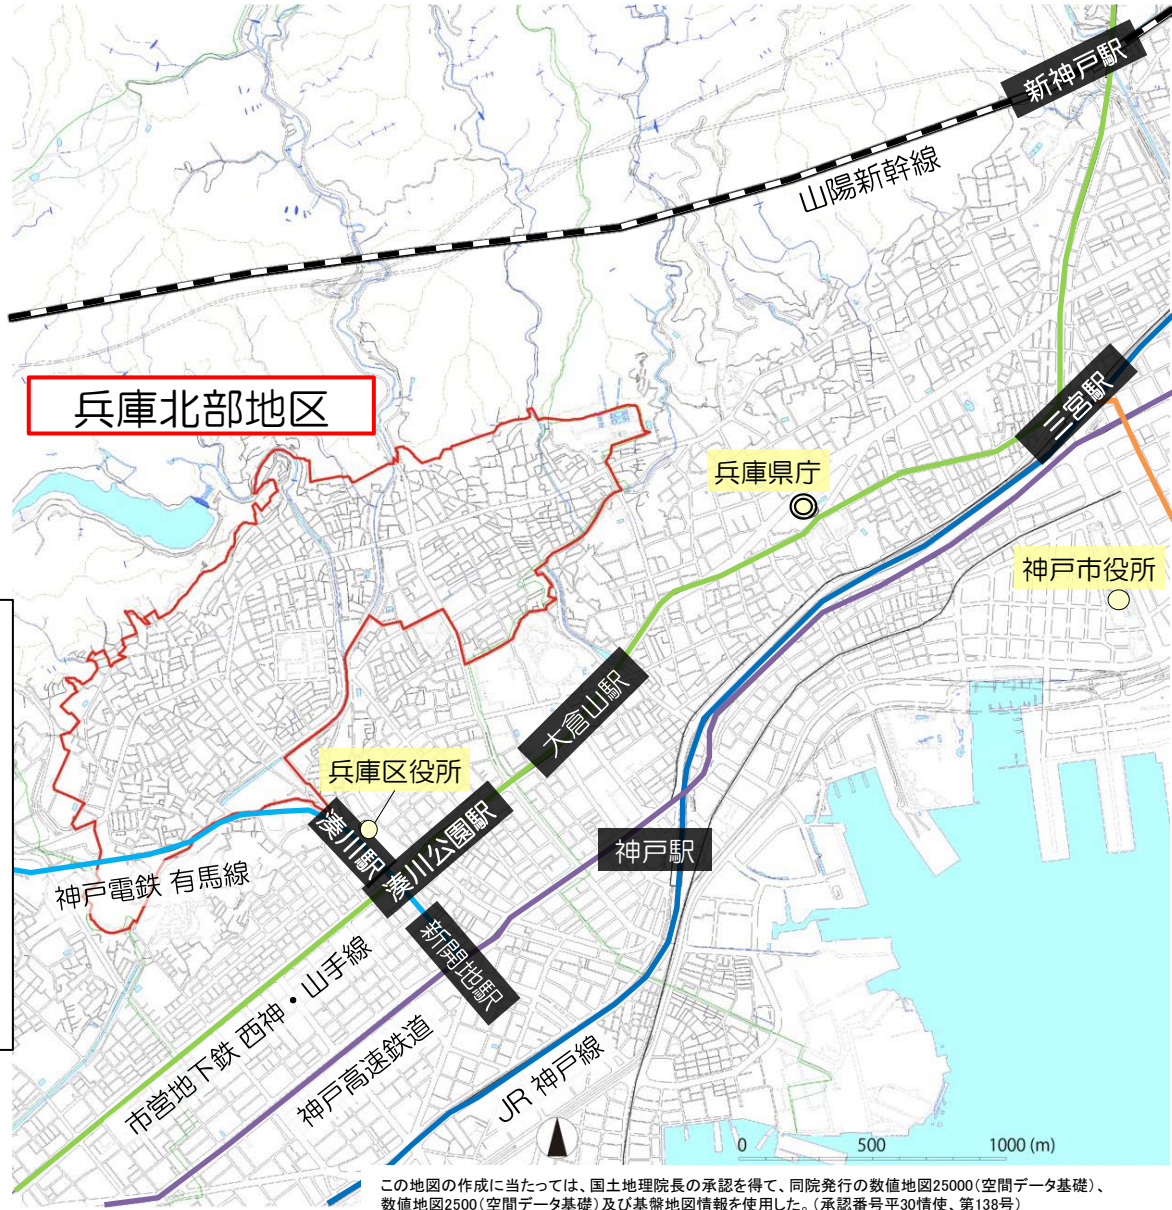 新神戸駅
山陽新幹線
兵庫北部地区
三宮駅
兵庫県庁
神戸市役所
大倉山駅
兵庫区役所
湊川駅
湊川公園駅
神戸駅
神戸電鉄 有馬線
新開地駅
市営地下鉄 西神・山手線
神戸高速鉄道
JR 神戸線
0 500 1000 (m)
この地図の作成に当たっては、国土地理院長の承認を得て、同院発行の数値地図25000(空間データ基礎)、
数値地図2500(空間データ基礎)及び基盤地図情報を使用した。(承認番号平30情使、第138号)